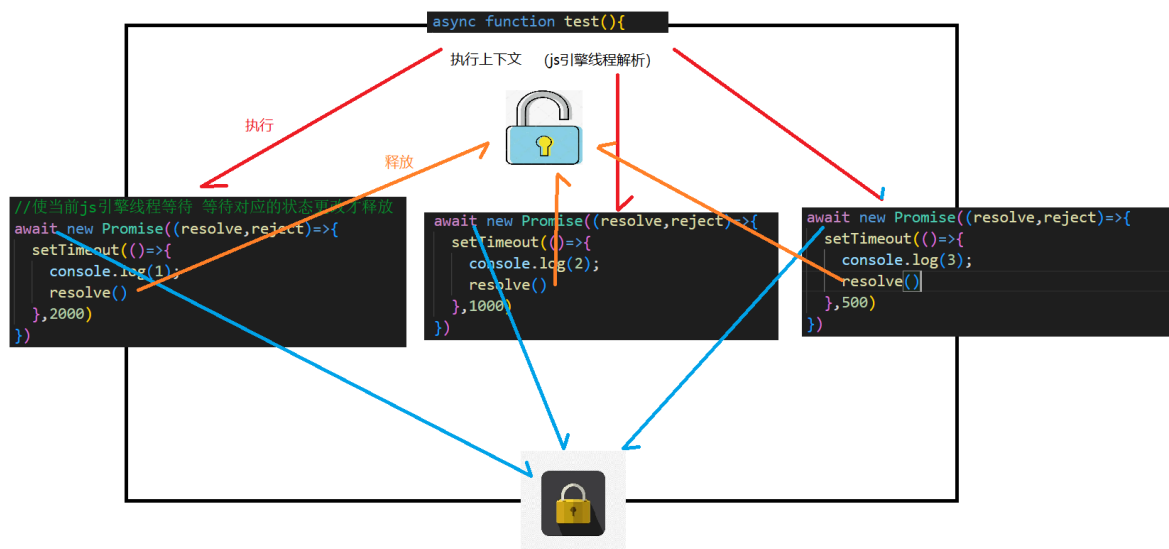 async function test(){
执行上下文 (js引擎线程解析)
执行
释放
//使当前js引擎线程等待 等待对应的状态更改才释放
await new Promise((resolve,reject)=>{
setTimeout(()=>{
console.log(1);
resolve()
},2000)
})
await new Promise((resolve,reject)=>{
setTimeout(()=>{
console.log(2);
resolve()
},1000)
})
await new Promise((resolve,reject)=>{
setTimeout(()=>{
console.log(3);
resolve()
},500)
})